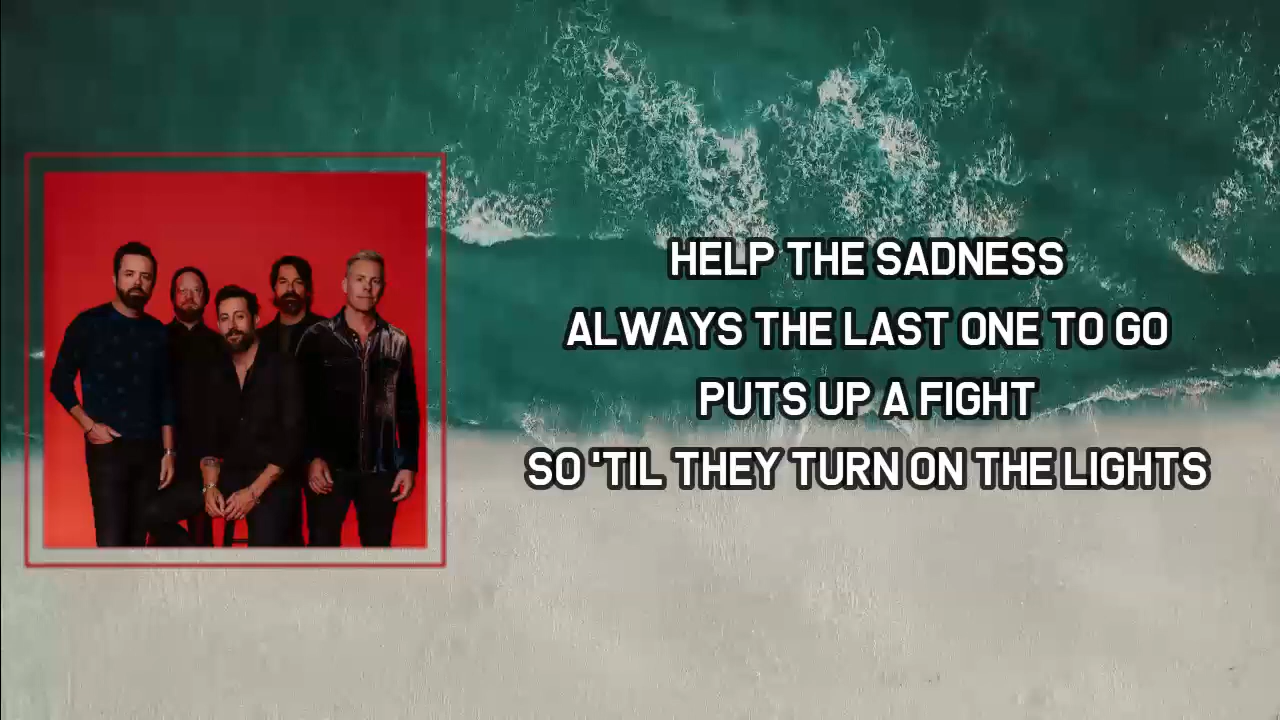 HELP THE SADNESS
ALWAYS THE LAST ONE TO GO
PUTS UP A FIGHT
SO 'TIL THEY TURN ON THE LIGHTS